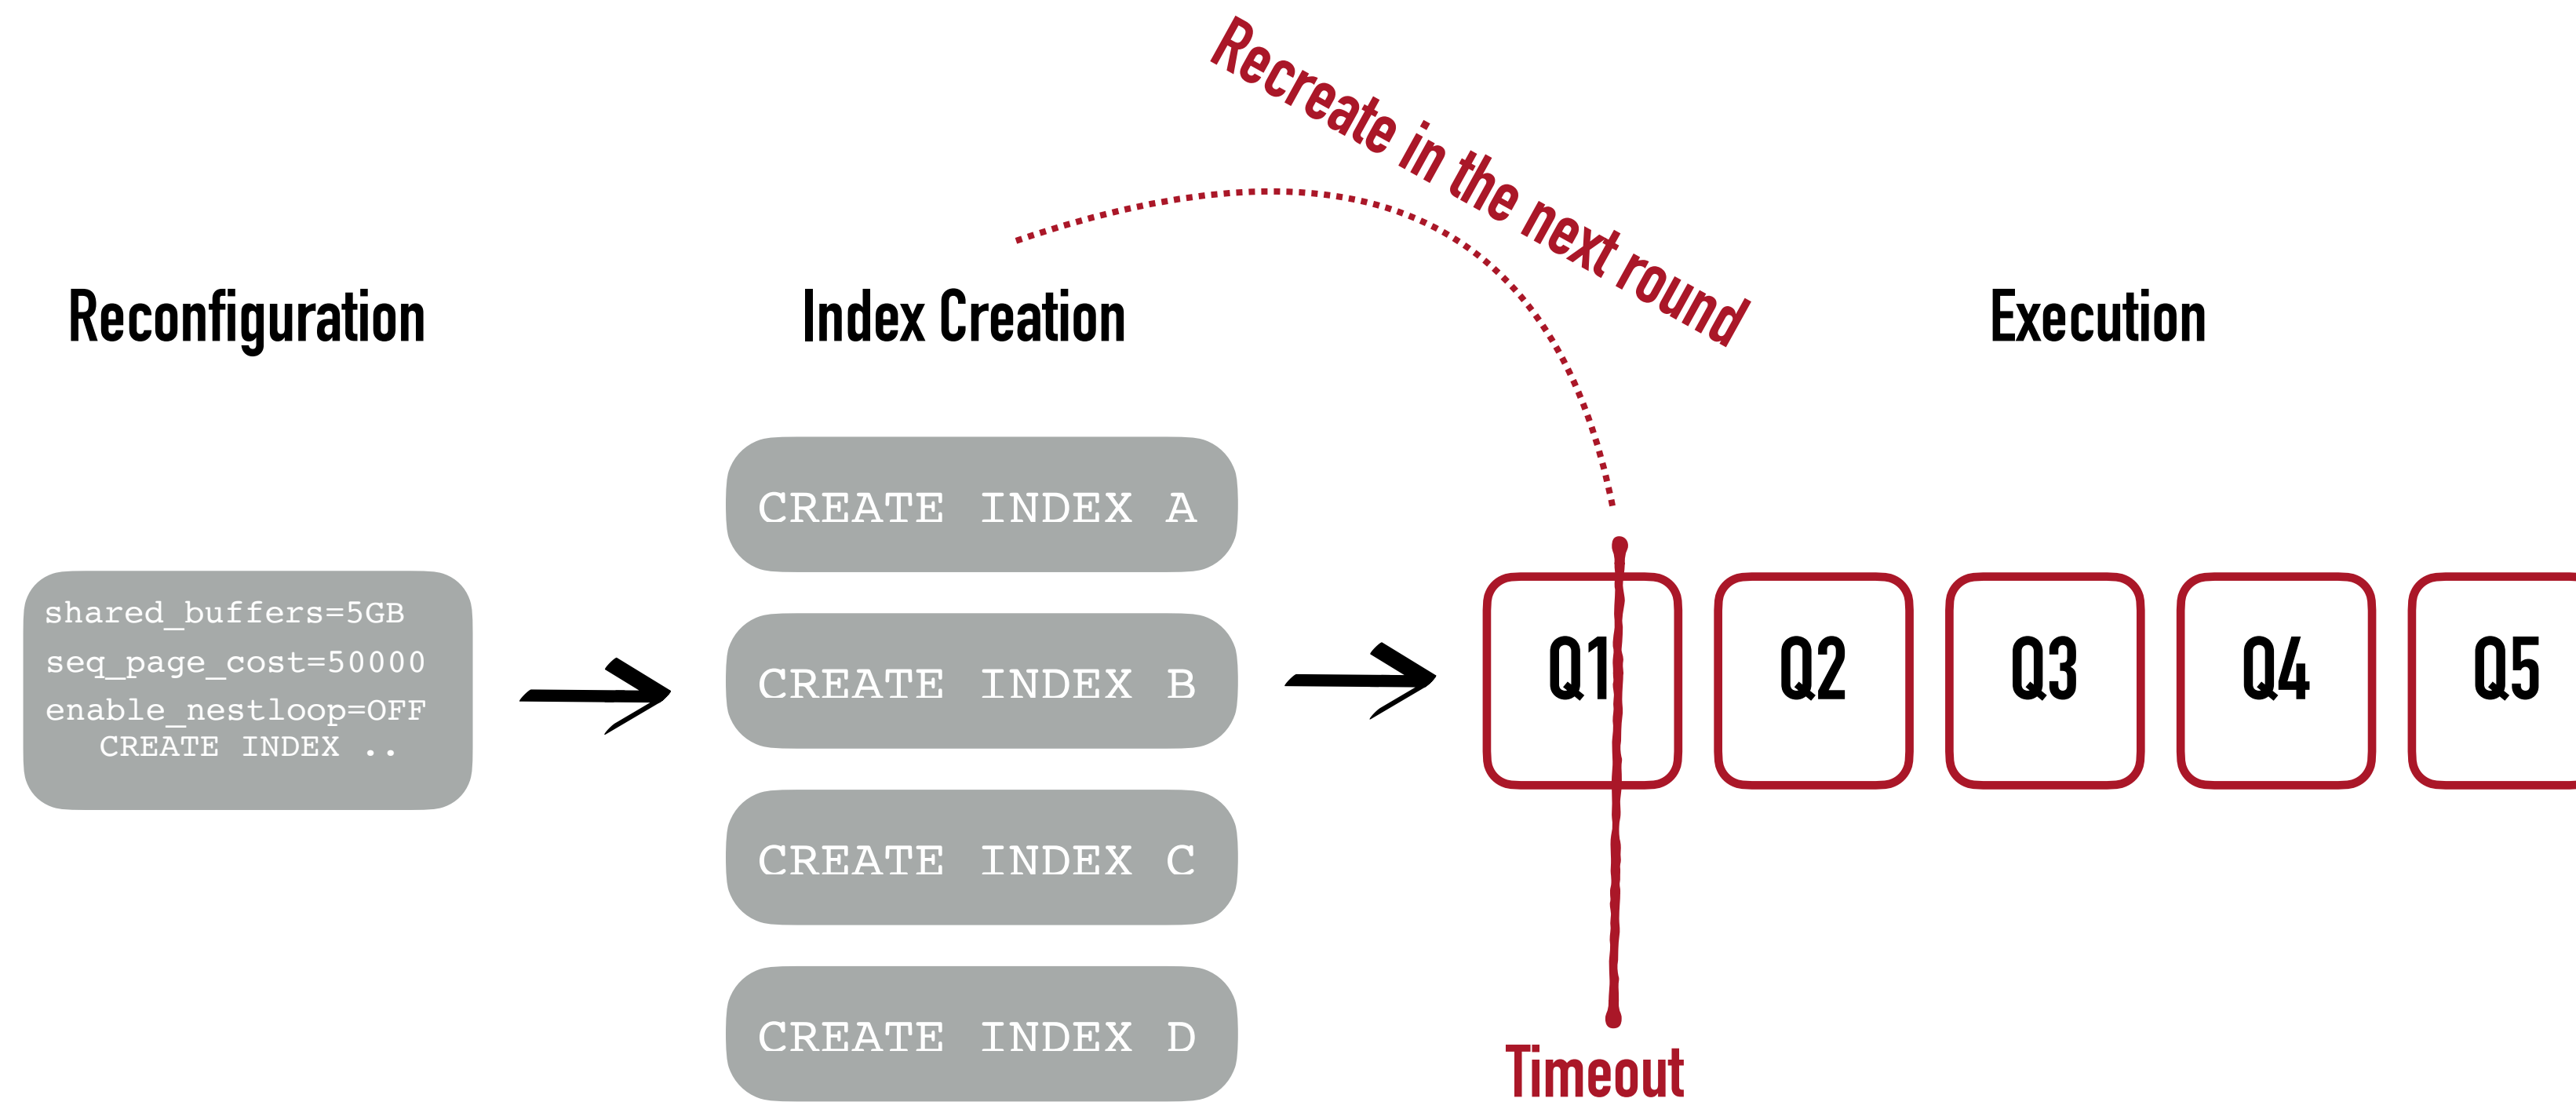 Recreate in the next round
Reconfiguration
Index Creation
Execution
shared_buffers=5GB
seq_page_cost=50000
enable_nestloop=OFF
CREATE INDEX ..
CREATE INDEX A
CREATE INDEX B
CREATE INDEX C
CREATE INDEX D
Q1
Q2
Q3
Q4
Q5
Timeout